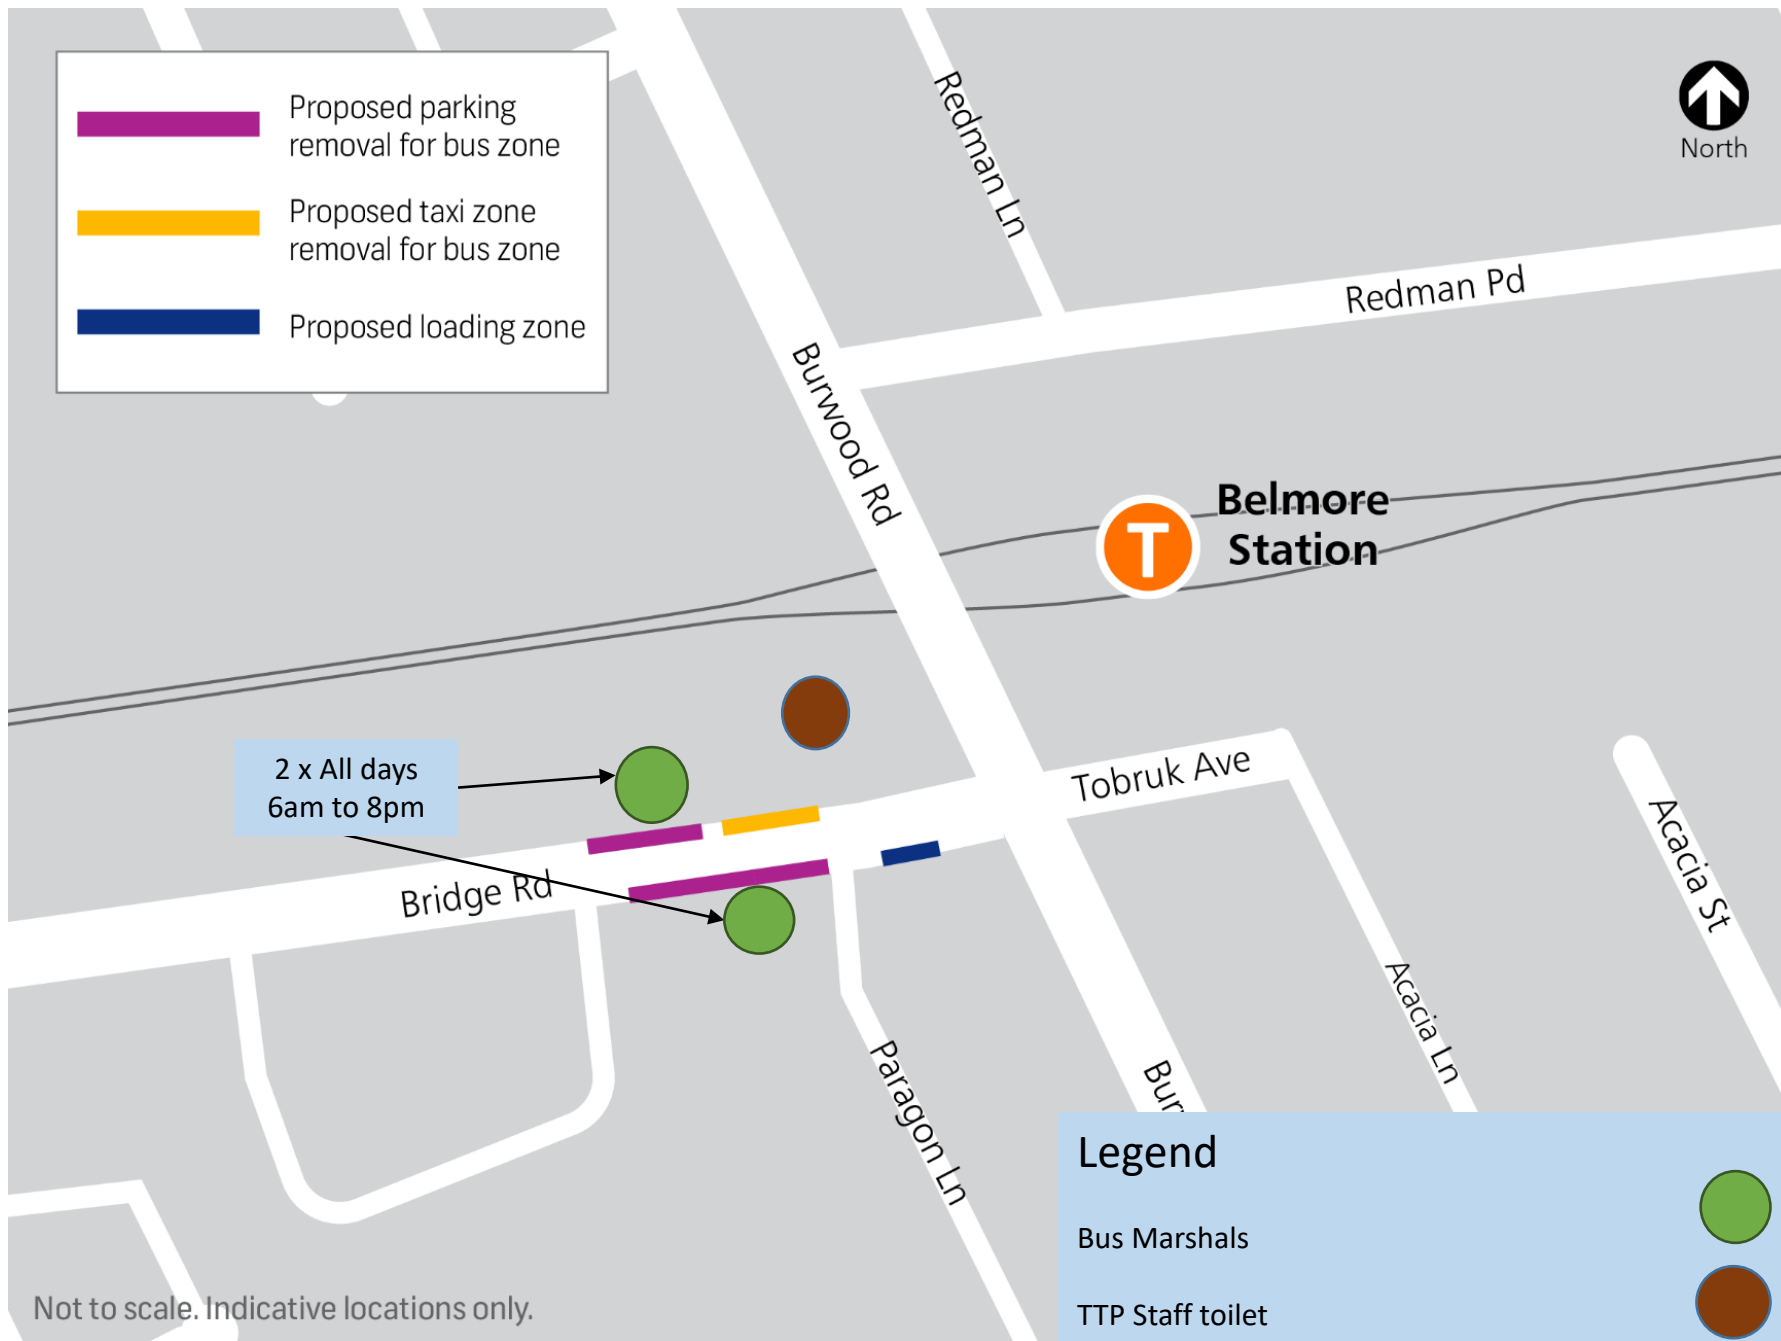 Proposed parking
removal for bus zone
Proposed taxi zone
removal for bus zone
Proposed loading zone
North
Redman Ln
Redman Pd
Burwood Rd
T
Belmore
Station
2 x All days
6am to 8pm
Tobruk Ave
Bridge Rd
Acacia St
Acacia Ln
Paragon Ln
Bur
Legend
Bus Marshals
TTP Staff toilet
Not to scale. Indicative locations only.